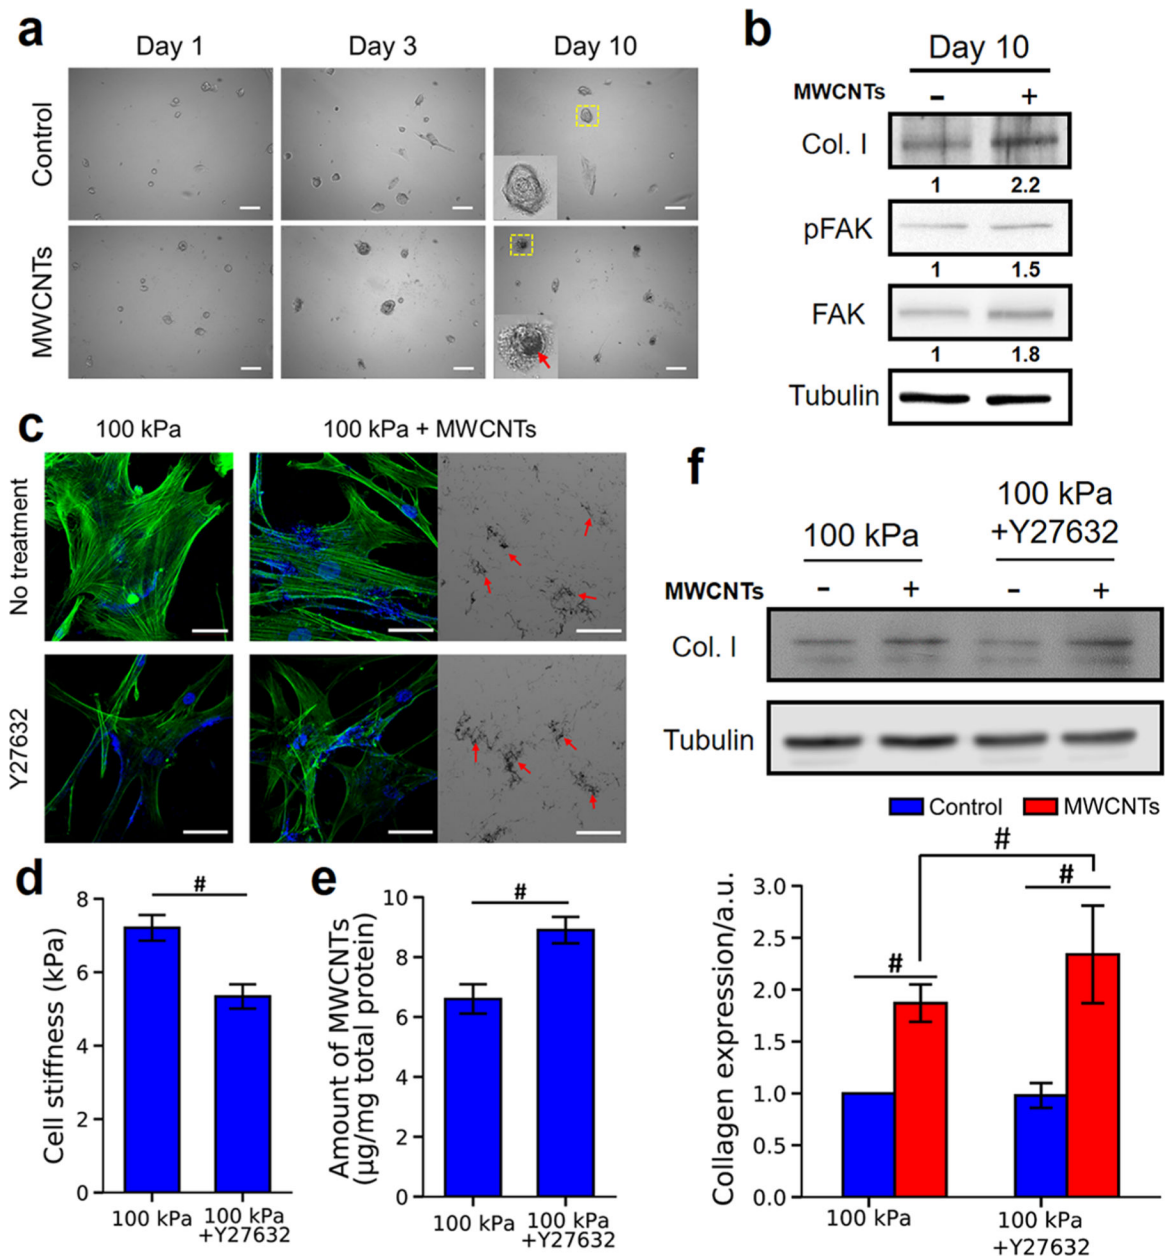 a
Day 1
Day 3
Day 10
Control
MWCNTs
b
Day 10
MWCNTs - +
Col. I
1 2.2
pFAK
1 1.5
FAK
1 1.8
Tubulin
c
100 kPa
100 kPa + MWCNTs
No treatment
Y27632
d
#
8
6
4
2
0
Cell stiffness (kPa)
100 kPa
100 kPa
+Y27632
e
#
10
8
6
4
2
0
Amount of MWCNTs
(μg/mg total protein)
100 kPa
100 kPa
+Y27632
f
100 kPa
100 kPa
+Y27632
MWCNTs - + - +
Col. I
Tubulin
Control
MWCNTs
#
#
#
3.0
2.5
2.0
1.5
1.0
0.5
0.0
Collagen expression/a.u.
100 kPa
100 kPa
+Y27632